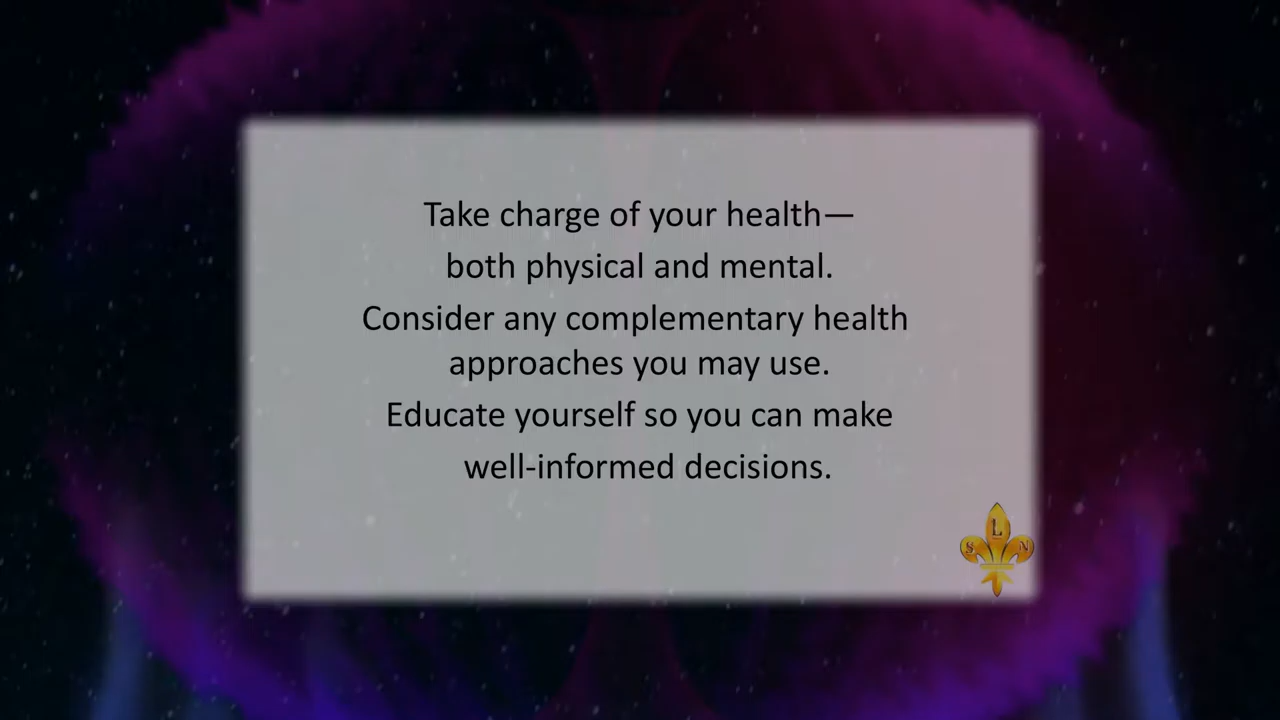 Take charge of your health—
both physical and mental.
Consider any complementary health
approaches you may use.
Educate yourself so you can make
well-informed decisions.
L
S N